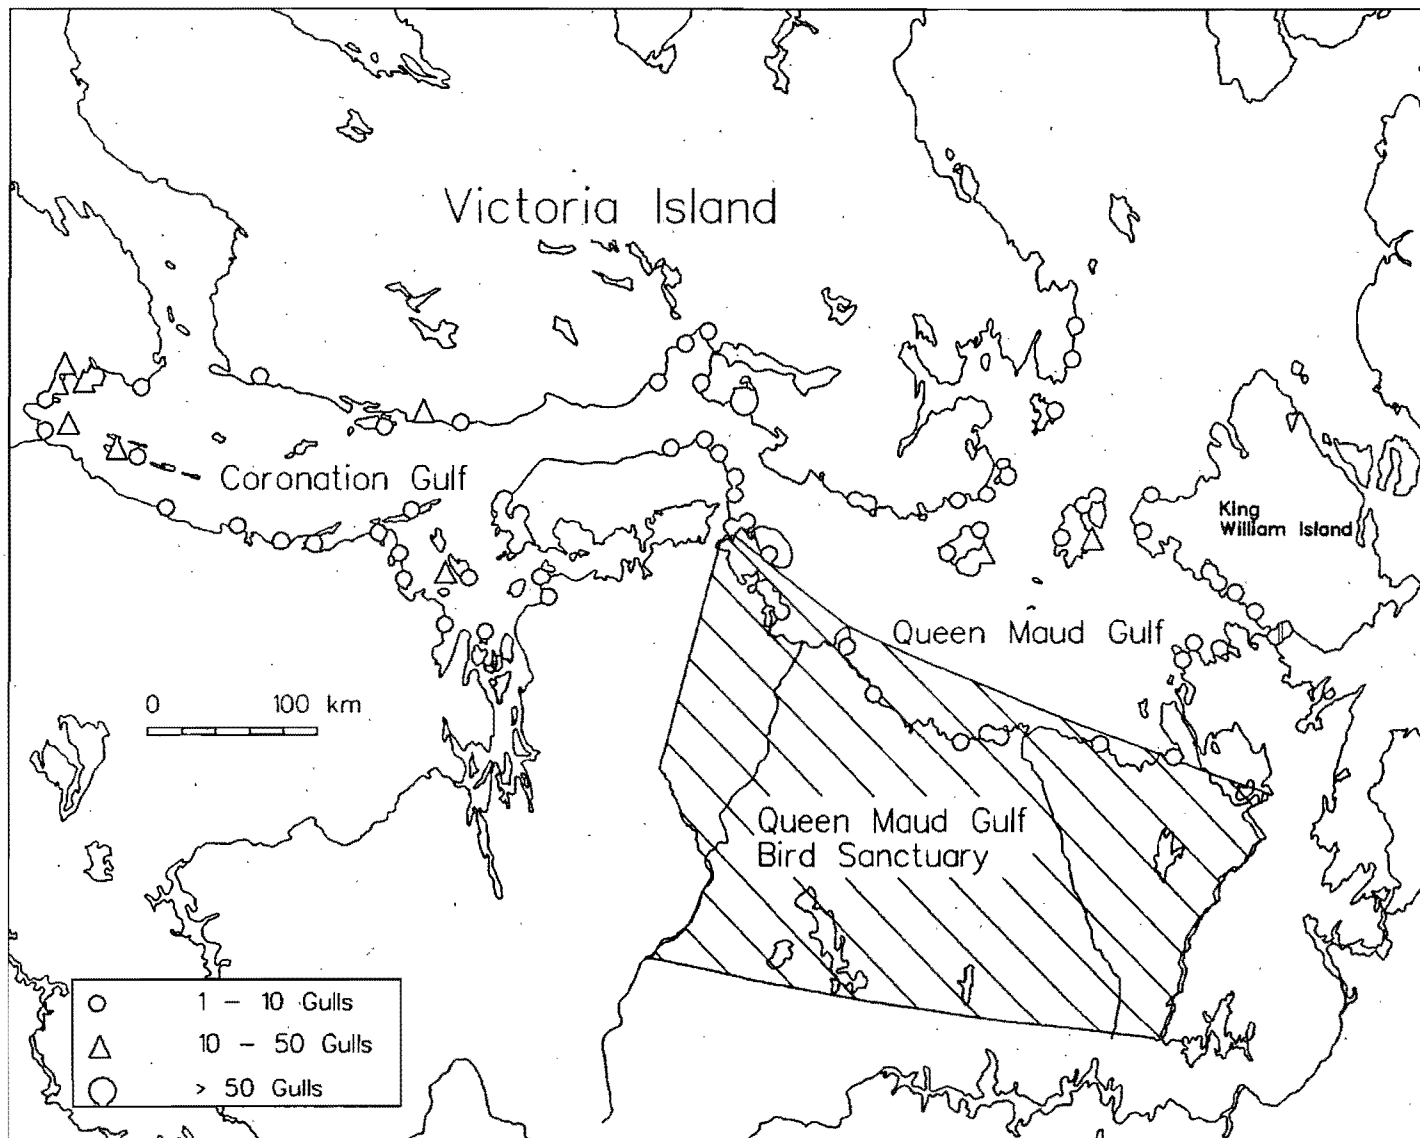 Victoria Island
Coronation Gulf
King
William Island
Queen Maud Gulf
0 100 km
Queen Maud Gulf
Bird Sanctuary
1 - 10 Gulls
10 - 50 Gulls
> 50 Gulls